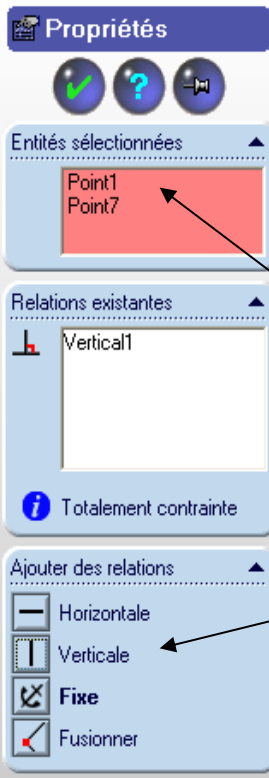 Propriétés
?
Entités sélectionnées
Point1
Point7
Relations existantes
Vertical1
i Totalement contrainte
Ajouter des relations
Horizontale
Verticale
Fixe
Fusionner